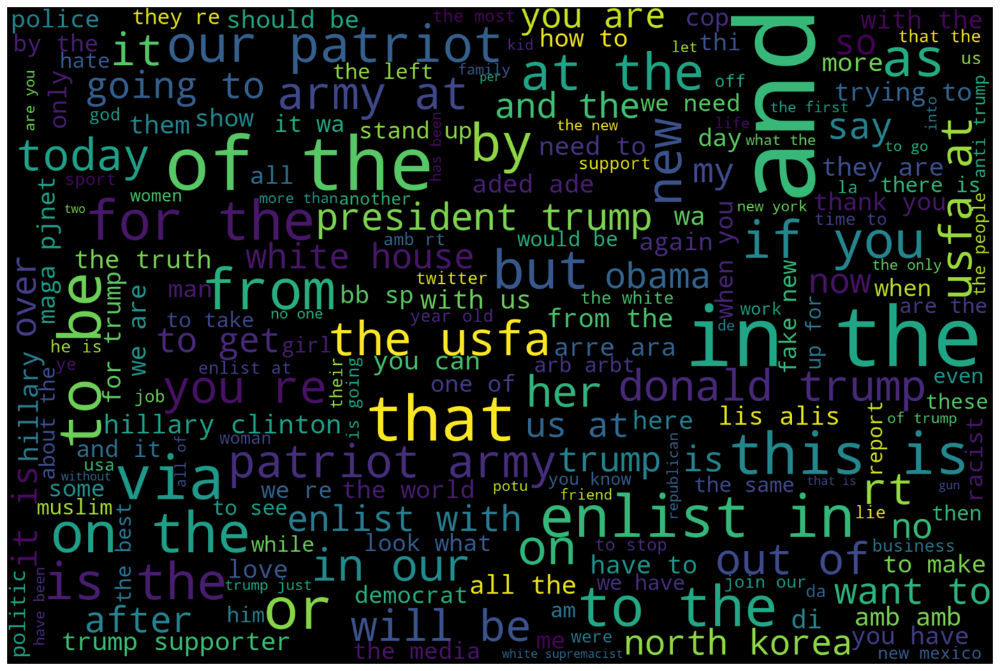 police
they re
should be
the most
you are
cop
and
with the
by the
it
our patriot
kid
how to
let
thi
so
that the
hate
the left
family
per
at the
off
more
as
us
are you
only
going to
army at
and the
we need
the first
trying to
into
anti trump
god
them
show
it wa
has been
stand up
by
the new
new
life
day
what the
say
usfa at
today
of the
all
need to
support
my
to go
they are
sport
women
more than
another
aded ade
la
there is
the people
two
for the
president trump
wa
when you
new york
thank you
time to
maga pjnet
amb rt
would be
again
if you
the truth
white house
but
obama
the only
hillary over
to be
for trump
we are
man
from
twitter
bb sp
with us
the white
fake new
now
when
no one
year old
work
de
up for
are the
he is
to take
to get
girl
the usfa
from the
arre ara
in the
ye
about the
enlist at
their
is going
you can
arb arbt
job
you re
one of
her
donald trump
even
these
hillary clinton
that
us at
here
lis alis
report
of trump
racist
and it
all of
woman
republican
this is
usa
without
via
patriot army
trump is
it is
some
we re
the world
potu
you know
friend
the same
that is
rt
gun
muslim
the best
to see
enlist with
enlist in
lie
no
then
on the
while
look what
on
to stop
business
is the
love
in our
have to
out of
to make
politic
have been
trump just
democrat
all the
we have
join our
da
want to
after
him
or
will be
am
to the
di
amb amb
trump supporter
the media
me
were
white supremacist
north korea
you have
new mexico